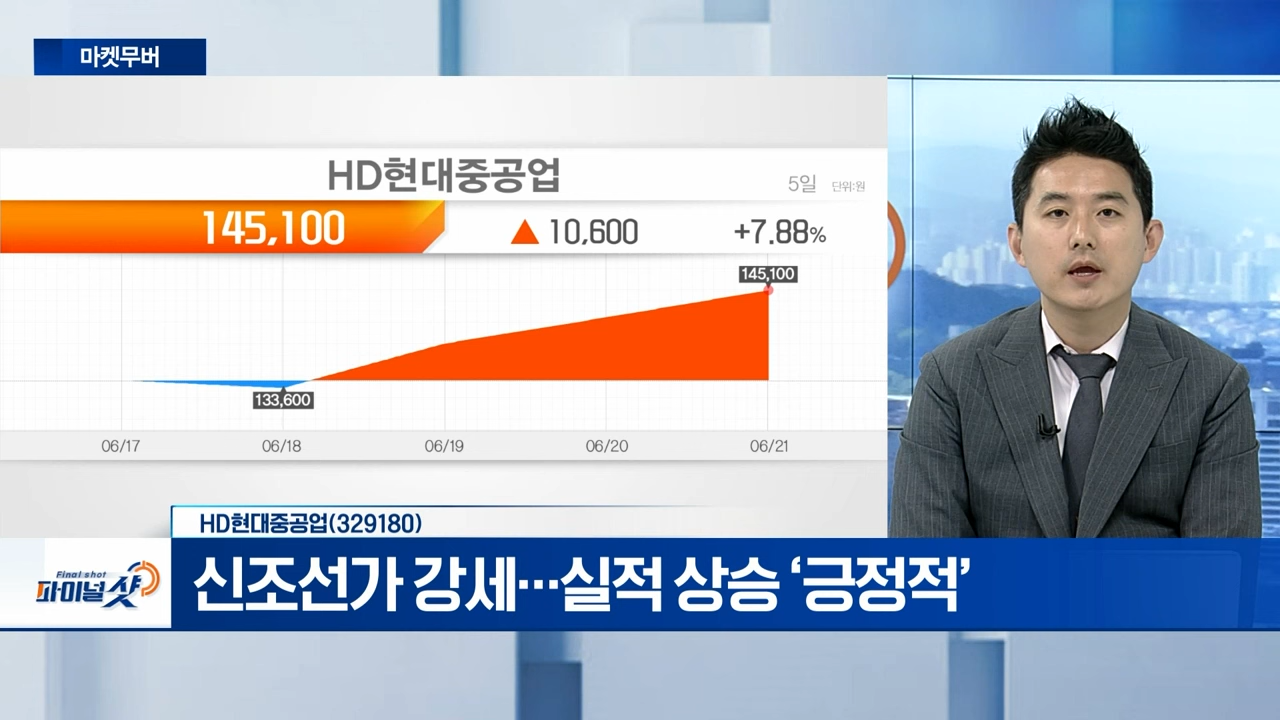 마켓무버
HD현대중공업
5일 단위:원
145,100 ▲ 10,600 +7.88%
145,100
133,600
06/17 06/18 06/19 06/20 06/21
HD현대중공업(329180)
Final shot
파이널샷
신조선가 강세…실적 상승 ‘긍정적’